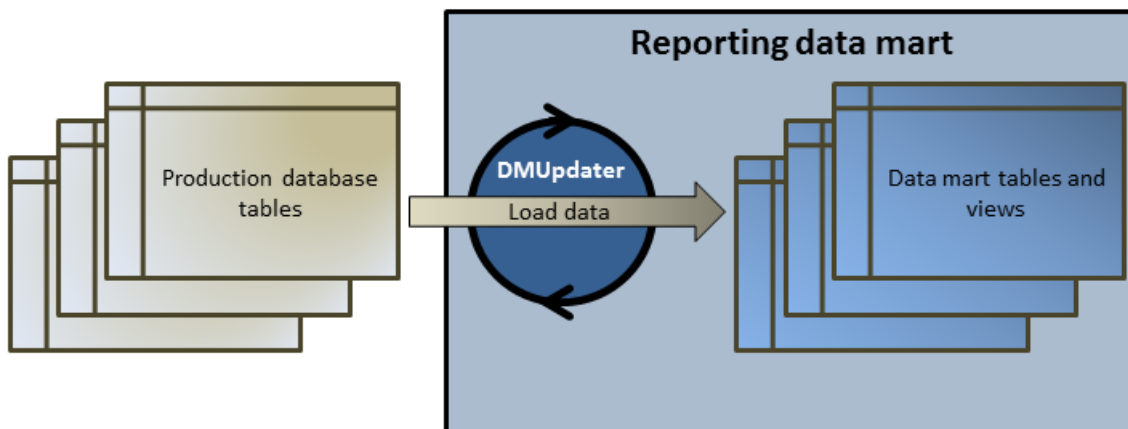 Reporting data mart
Production database
tables
DMUpdater
Load data
Data mart tables and
views